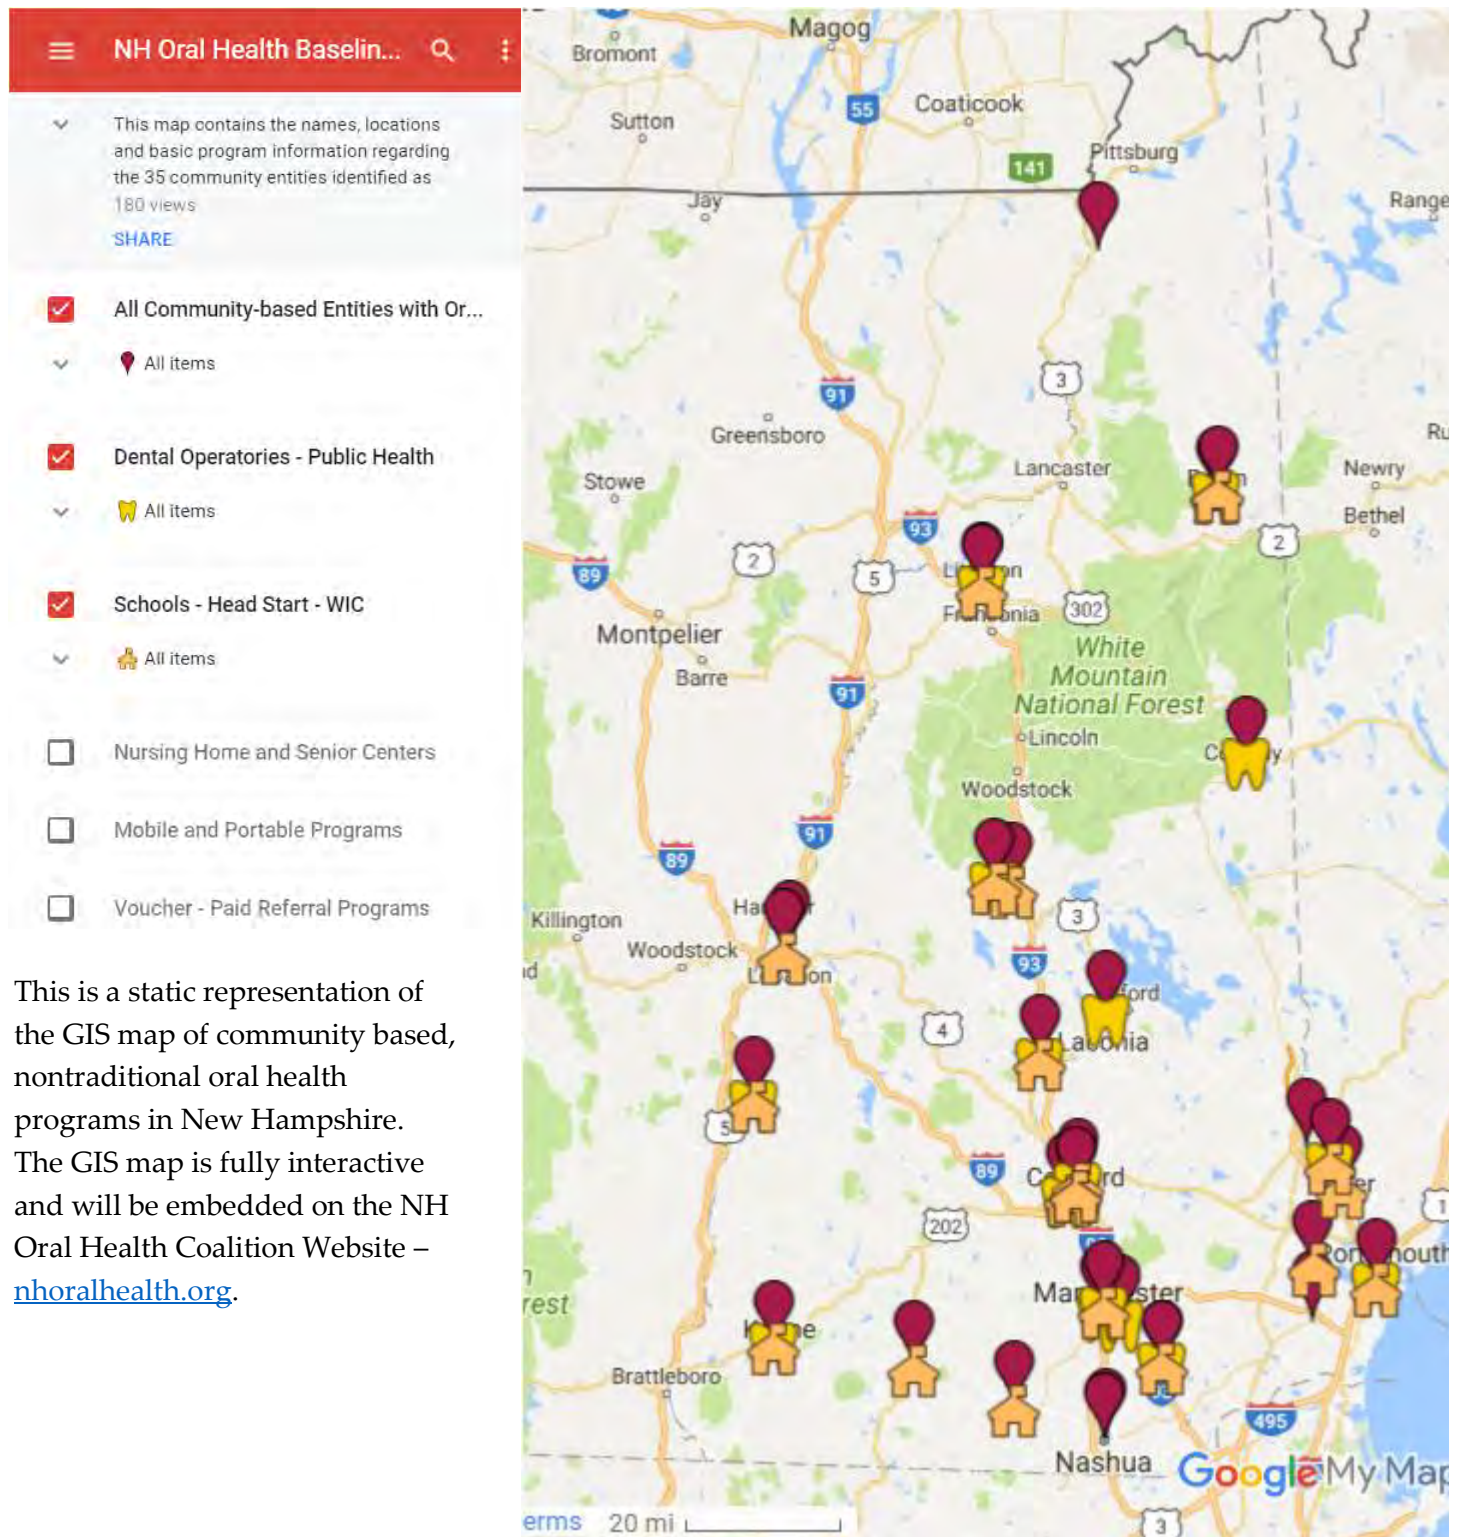 NH Oral Health Baselin...
This map contains the names, locations
and basic program information regarding
the 35 community entities identified as
180 views
SHARE
All Community-based Entities with Or...
All items
Dental Operatories - Public Health
All items
Schools - Head Start - WIC
All items
Nursing Home and Senior Centers
Mobile and Portable Programs
Voucher - Paid Referral Programs
This is a static representation of
the GIS map of community based,
nontraditional oral health
programs in New Hampshire.
The GIS map is fully interactive
and will be embedded on the NH
Oral Health Coalition Website –
nhoralhealth.org.
Magog
Bromont
55
Coaticook
Sutton
141
Pittsburg
Jay
Range
3
91
Greensboro
Ru
Lancaster
Newry
Stowe
Bethel
93
2
2
5
89
302
Montpelier
White
Mountain
National Forest
Barre
91
Lincoln
Woodstock
91
89
3
Killington
Woodstock
93
4
Laconia
5
89
202
Manchester
Portsmouth
rest
Brattleboro
495
Nashua
Google My Map
erms
20 mi
3